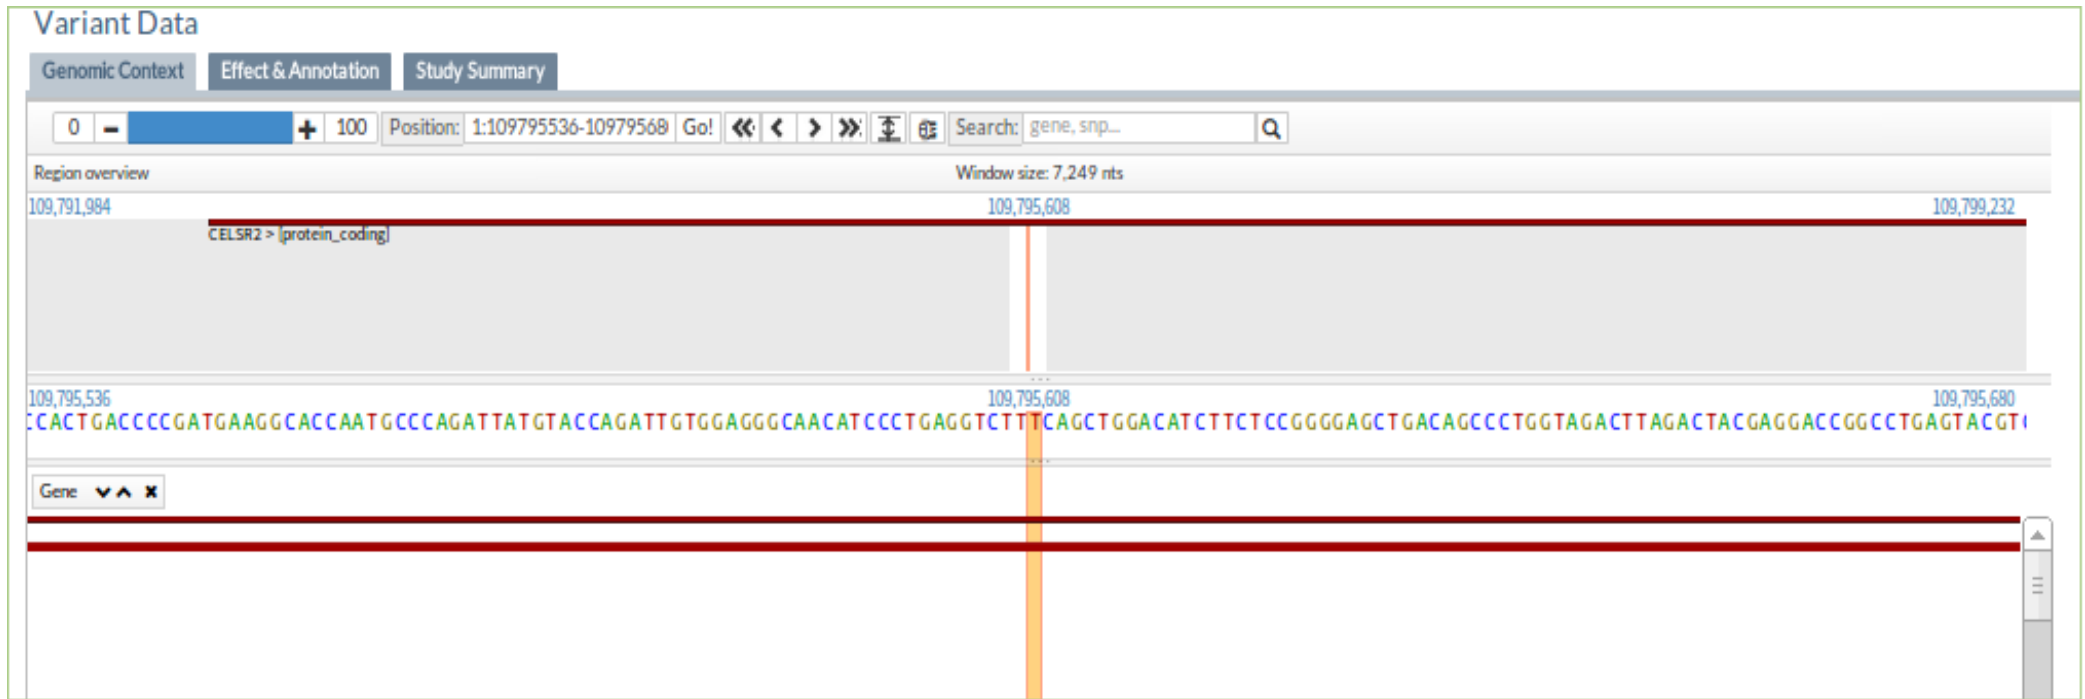 Variant Data
Genomic Context Effect & Annotation Study Summary
0 100 Position: 1:109795536-10979568 Go! Search: gene, snp...
Region overview Window size: 7,249 nts
109,791,984 109,795,608 109,799,232
CELSR2 > [protein_coding]
109,795,536 109,795,608 109,795,680
CCACTGACCCCGATGAAGGCACCAATGCCCAGATTATGTACCAGATTGTGGAGGGCAACATCCCTGAGGTCTTTCAGCTGGACATCTTCTCCGGGGAGCTGACAGCCCTGGTAGACTTAGACTACGAGGACCGGCCTGAGTACGT
Gene